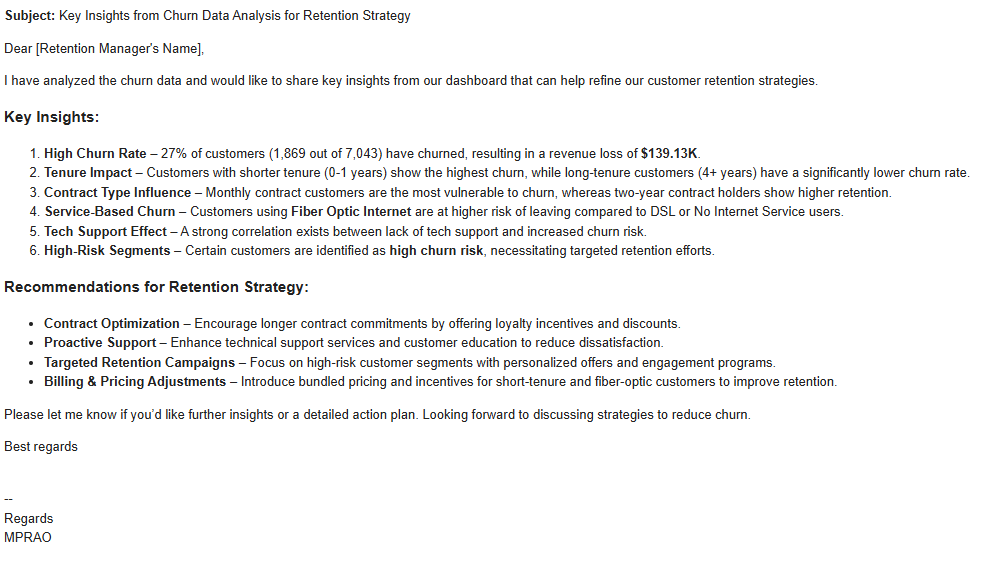 Subject: Key Insights from Churn Data Analysis for Retention Strategy
Dear [Retention Manager's Name],
I have analyzed the churn data and would like to share key insights from our dashboard that can help refine our customer retention strategies.
Key Insights:
1. High Churn Rate – 27% of customers (1,869 out of 7,043) have churned, resulting in a revenue loss of $139.13K.
2. Tenure Impact – Customers with shorter tenure (0-1 years) show the highest churn, while long-tenure customers (4+ years) have a significantly lower churn rate.
3. Contract Type Influence – Monthly contract customers are the most vulnerable to churn, whereas two-year contract holders show higher retention.
4. Service-Based Churn – Customers using Fiber Optic Internet are at higher risk of leaving compared to DSL or No Internet Service users.
5. Tech Support Effect – A strong correlation exists between lack of tech support and increased churn risk.
6. High-Risk Segments – Certain customers are identified as high churn risk, necessitating targeted retention efforts.
Recommendations for Retention Strategy:
• Contract Optimization – Encourage longer contract commitments by offering loyalty incentives and discounts.
• Proactive Support – Enhance technical support services and customer education to reduce dissatisfaction.
• Targeted Retention Campaigns – Focus on high-risk customer segments with personalized offers and engagement programs.
• Billing & Pricing Adjustments – Introduce bundled pricing and incentives for short-tenure and fiber-optic customers to improve retention.
Please let me know if you'd like further insights or a detailed action plan. Looking forward to discussing strategies to reduce churn.
Best regards
--
Regards
MPRAO